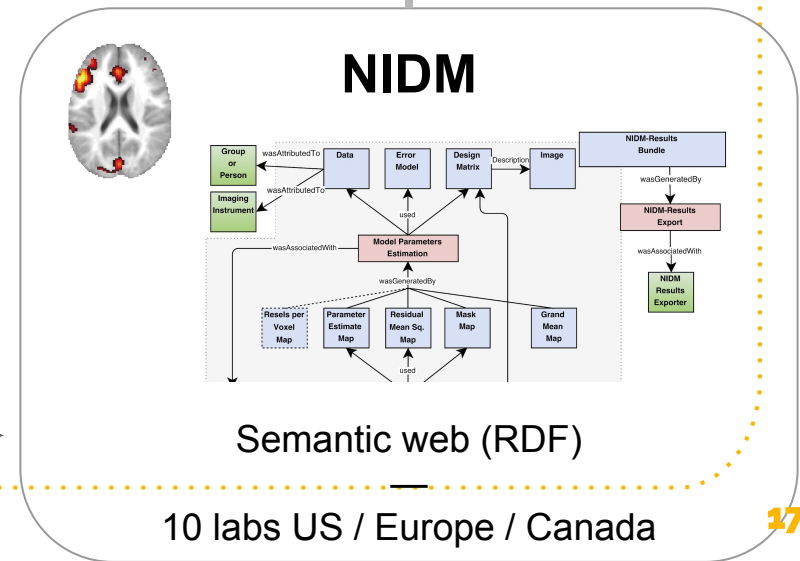 NIDM
NIDM-Results
Bundle
Group
or
Person
wasAttributedTo
Data
Error
Model
Design
Matrix
Description
Image
wasGeneratedBy
Imaging
Instrument
wasAttributedTo
used
NIDM-Results
Export
wasAssociatedWith
Model Parameters
Estimation
wasAssociatedWith
wasGeneratedBy
NIDM
Results
Exporter
Resels per
Voxel
Map
Parameter
Estimate
Map
Residual
Mean Sq.
Map
Mask
Map
Grand
Mean
Map
used
Semantic web (RDF)
10 labs US / Europe / Canada
17